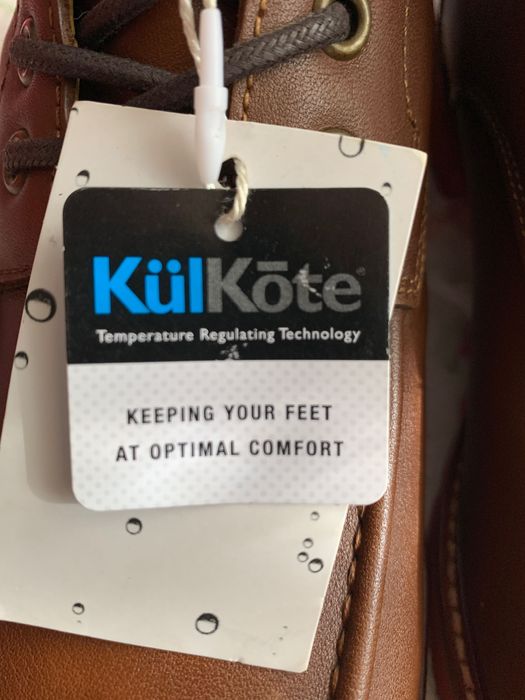 KülKōte®
Temperature Regulating Technology
KEEPING YOUR FEET
AT OPTIMAL COMFORT